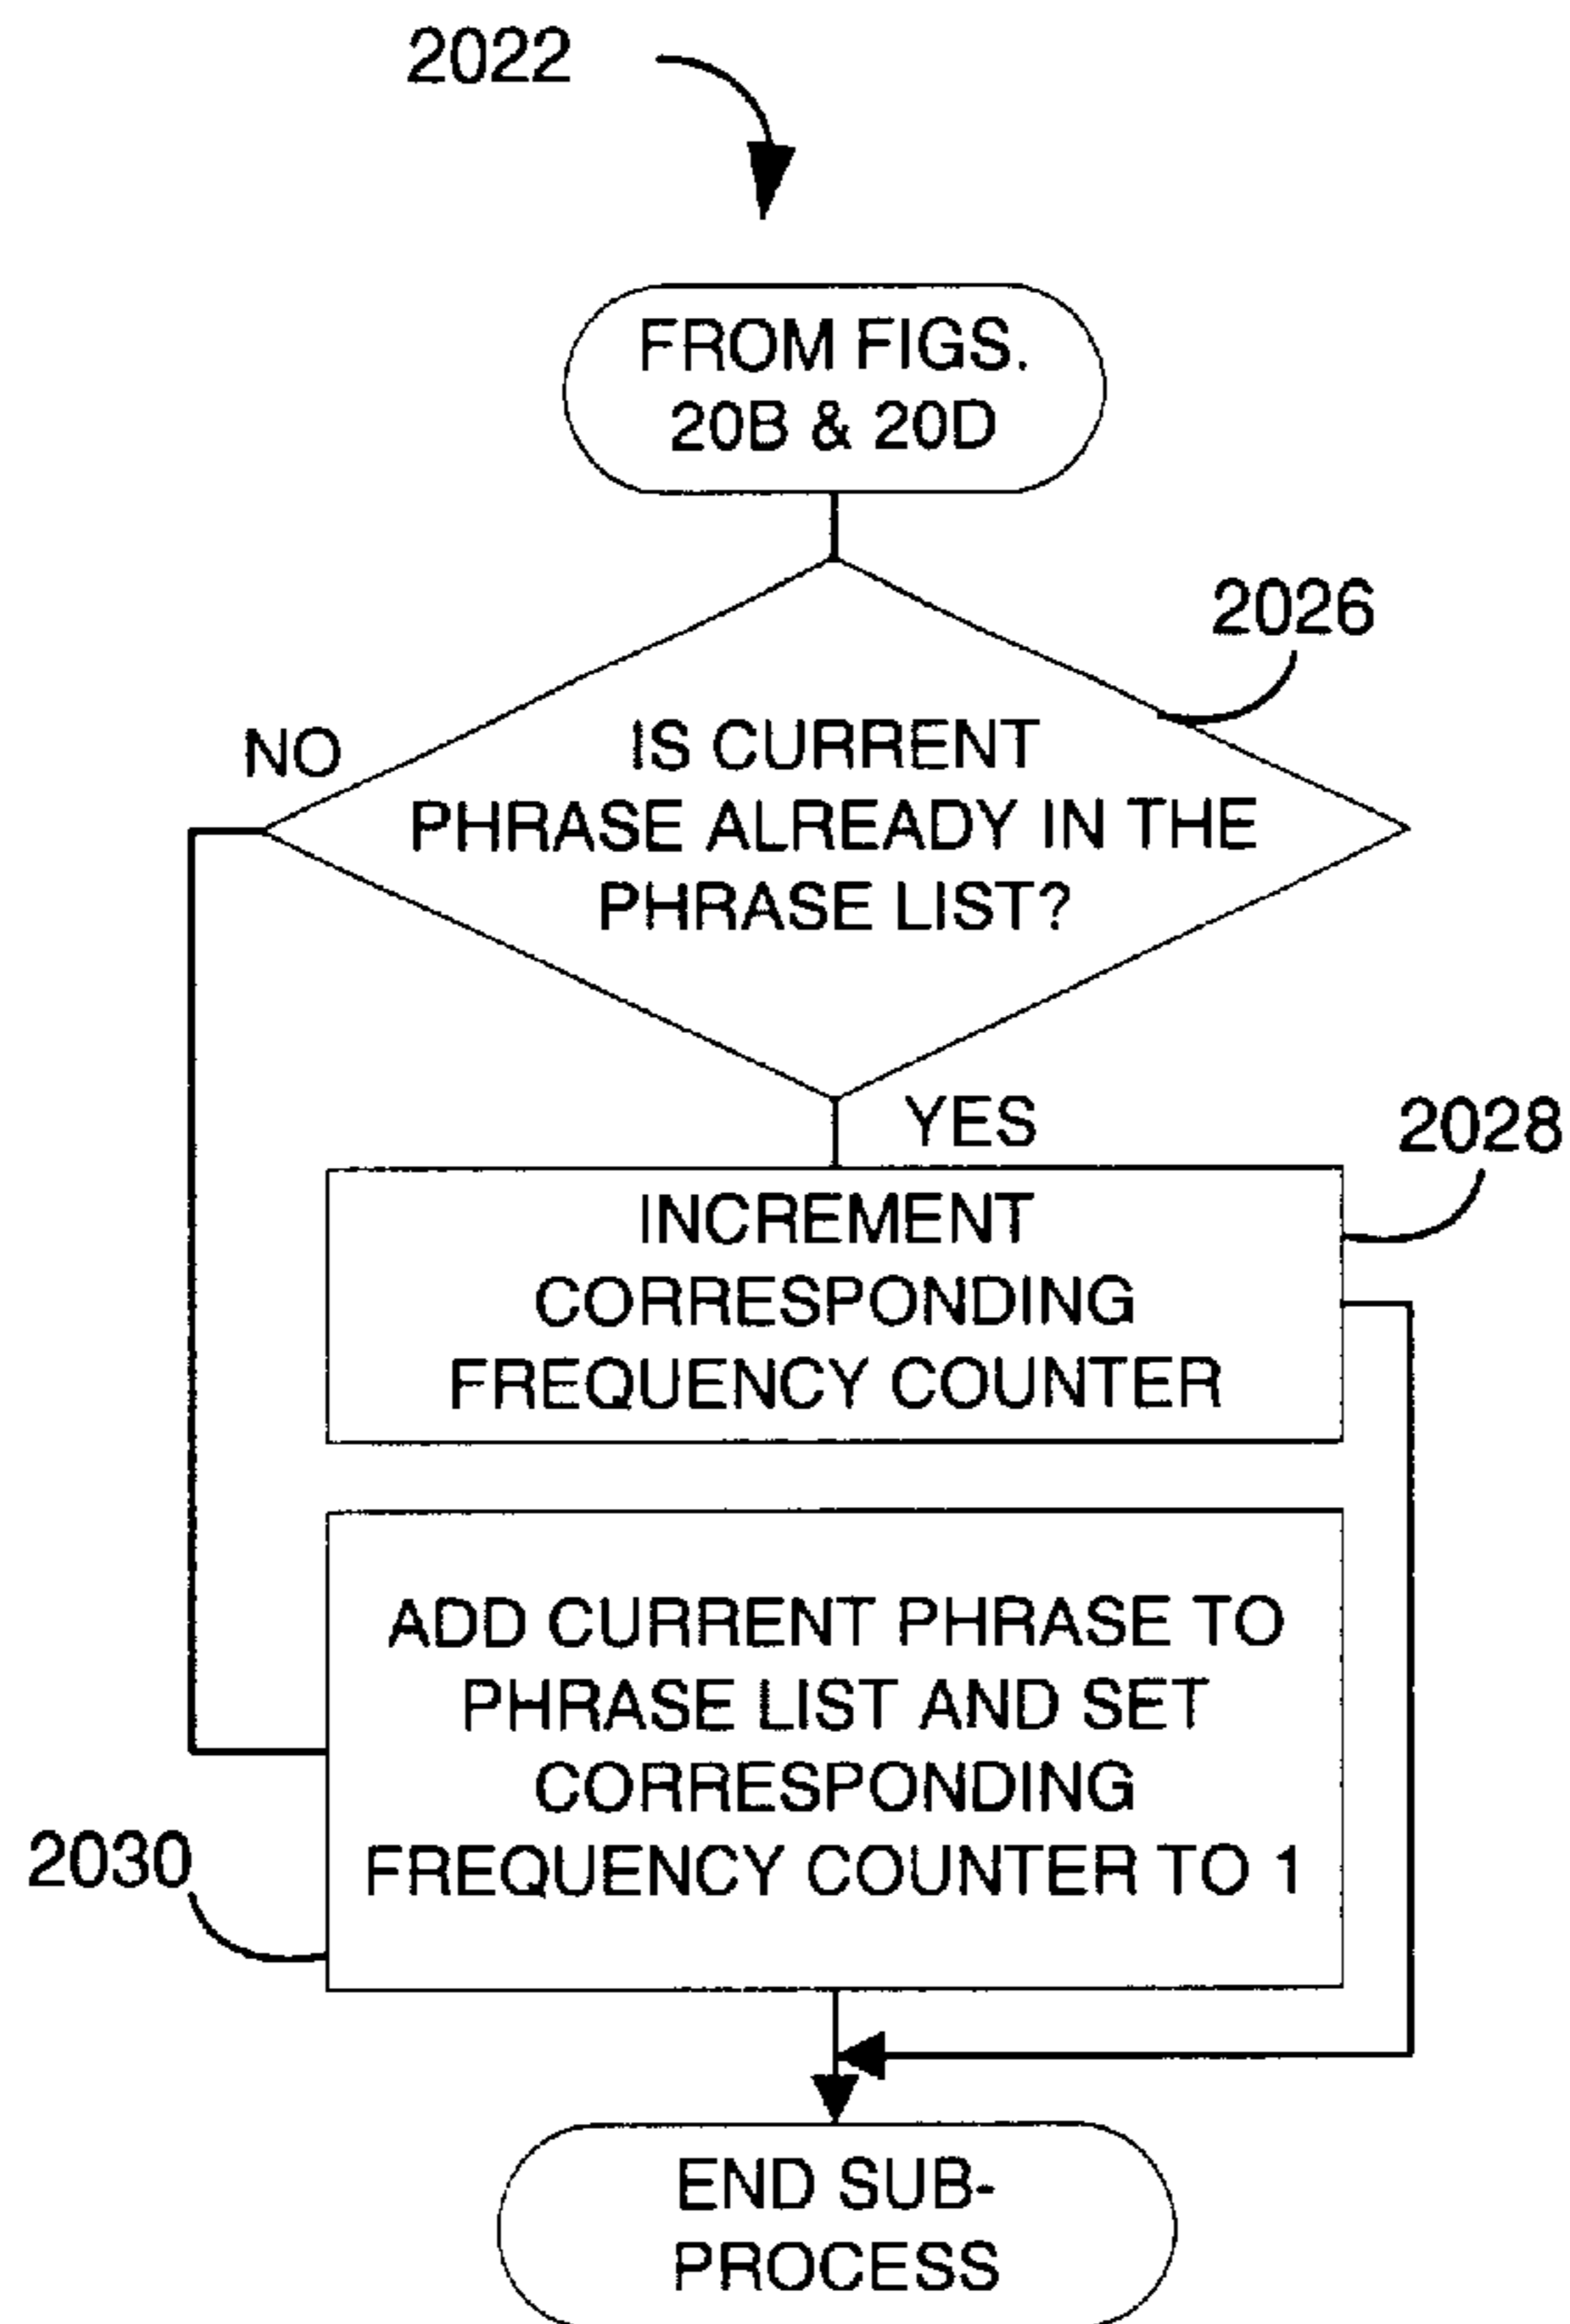 2022
FROM FIGS.
20B & 20D
2026
NO
IS CURRENT
PHRASE ALREADY IN THE
PHRASE LIST?
YES
2028
INCREMENT
CORRESPONDING
FREQUENCY COUNTER
ADD CURRENT PHRASE TO
PHRASE LIST AND SET
CORRESPONDING
FREQUENCY COUNTER TO 1
2030
END SUB-
PROCESS